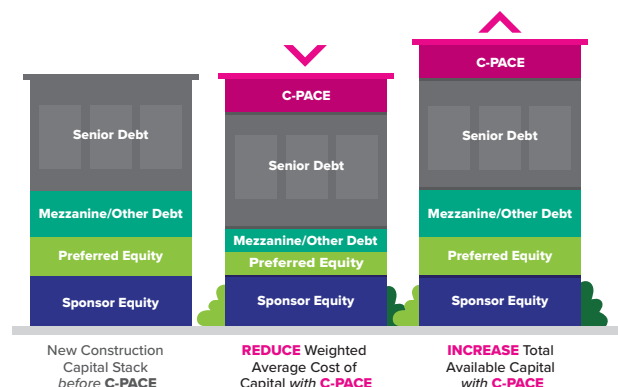 Senior Debt
Mezzanine/Other Debt
Preferred Equity
Sponsor Equity
New Construction
Capital Stack
before C-PACE
C-PACE
Senior Debt
Mezzanine/Other Debt
Preferred Equity
Sponsor Equity
REDUCE Weighted
Average Cost of
Capital with C-PACE
C-PACE
Senior Debt
Mezzanine/Other Debt
Preferred Equity
Sponsor Equity
INCREASE Total
Available Capital
with C-PACE